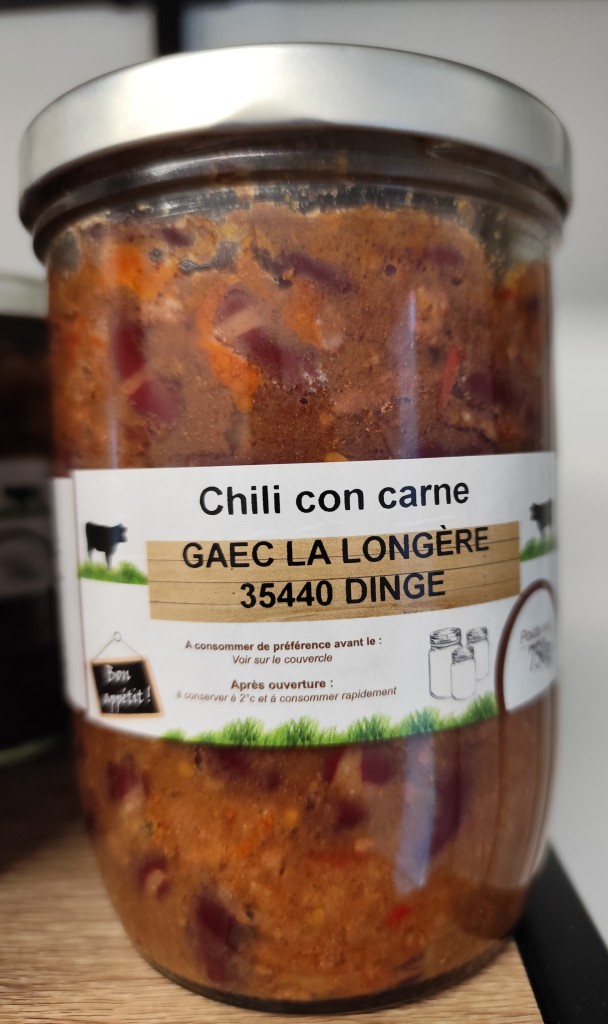 Chili con carne
GAEC LA LONGÈRE
35440 DINGE
A consommer de préférence avant le :
Voir sur le couvercle
Après ouverture :
à conserver à 2°c et à consommer rapidement
Bon
appétit !